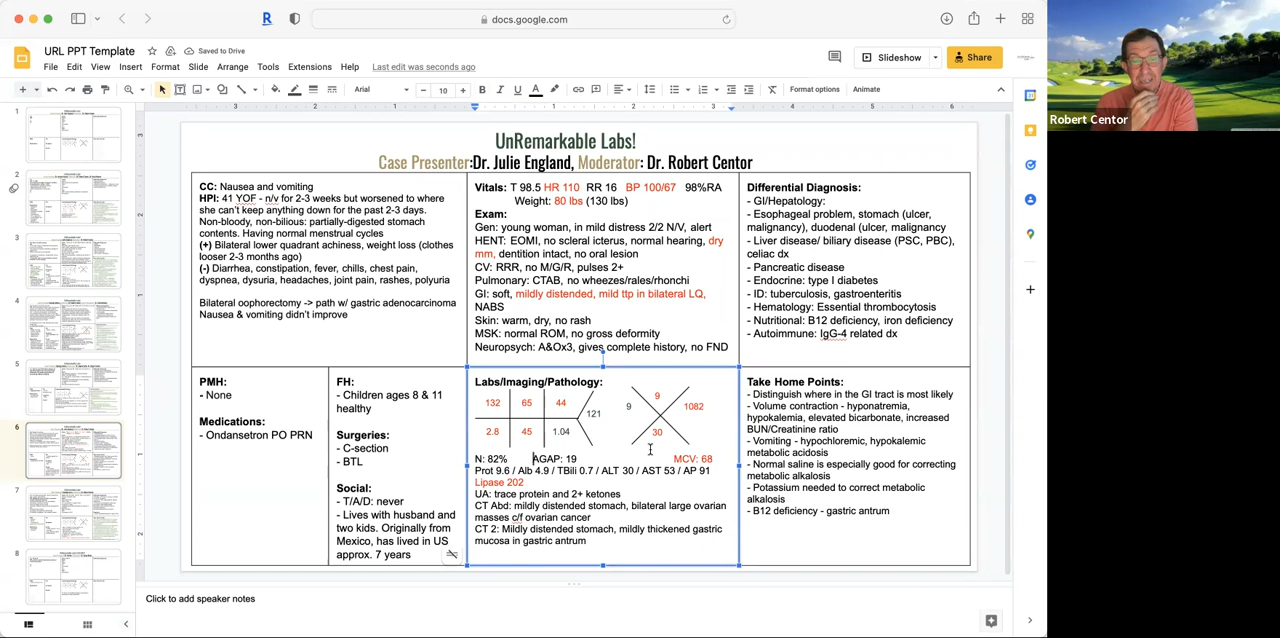 docs.google.com
URL PPT Template
Saved to Drive
File Edit View Insert Format Slide Arrange Tools Extensions Help Last edit was seconds ago
Slideshow
Share
Arial
10
Format options
Animate
UnRemarkable Labs!
Case Presenter:Dr. Julie England, Moderator: Dr. Robert Centor
CC: Nausea and vomiting
HPI: 41 YOF - n/v for 2-3 weeks but worsened to where
she can't keep anything down for the past 2-3 days.
Non-bloody, non-bilious: partially-digested stomach
contents. Having normal menstrual cycles
(+) Bilateral lower quadrant achiness, weight loss (clothes
looser 2-3 months ago)
(-) Diarrhea, constipation, fever, chills, chest pain,
dyspnea, dysuria, headaches, joint pain, rashes, polyuria
Bilateral oophorectomy -> path w/ gastric adenocarcinoma
Nausea & vomiting didn't improve
Vitals: T 98.5 HR 110 RR 16 BP 100/67 98%RA
Weight: 80 lbs (130 lbs)
Exam:
Gen: young woman, in mild distress 2/2 N/V, alert
HENT: EOMI, no scleral icterus, normal hearing, dry
mm, dentition intact, no oral lesion
CV: RRR, no M/G/R, pulses 2+
Pulmonary: CTAB, no wheezes/rales/rhonchi
GI: soft, mildly distended, mild ttp in bilateral LQ,
NABS
Skin: warm, dry, no rash
MSK: normal ROM, no gross deformity
Neuropsych: A&Ox3, gives complete history, no FND
Differential Diagnosis:
- GI/Hepatology:
- Esophageal problem, stomach (ulcer,
malignancy), duodenal (ulcer, malignancy
- Liver disease/ biliary disease (PSC, PBC),
celiac dx
- Pancreatic disease
- Endocrine: type I diabetes
- ID: tuberculosis, gastroenteritis
- Hematology: Essential thrombocytosis
- Nutritional: B12 deficiency, iron deficiency
- Autoimmune: IgG-4 related dx
PMH:
- None
Medications:
- Ondansetron PO PRN
FH:
- Children ages 8 & 11
healthy
Surgeries:
- C-section
- BTL
Social:
- T/A/D: never
- Lives with husband and
two kids. Originally from
Mexico, has lived in US
approx. 7 years
Labs/Imaging/Pathology:
132 65 44
121
45 1.04
9
9
1082
30
N: 82% AGAP: 19 MCV: 68
Prot 9.8 / Alb 4.9 / TBili 0.7 / ALT 30 / AST 53 / AP 91
Lipase 202
UA: trace protein and 2+ ketones
CT Abd: mildly distended stomach, bilateral large ovarian
masses c/f ovarian cancer
CT 2: Mildly distended stomach, mildly thickened gastric
mucosa in gastric antrum
Take Home Points:
- Distinguish where in the GI tract is most likely
- Volume contraction - hyponatremia,
hypokalemia, elevated bicarbonate, increased
BUN/Creatinine ratio
- Vomiting - hypochloremic, hypokalemic
metabolic acidosis
- Normal saline is especially good for correcting
metabolic alkalosis
- Potassium needed to correct metabolic
alkalosis
- B12 deficiency - gastric antrum
Click to add speaker notes
Robert Centor
1
2
3
4
5
6
7
8